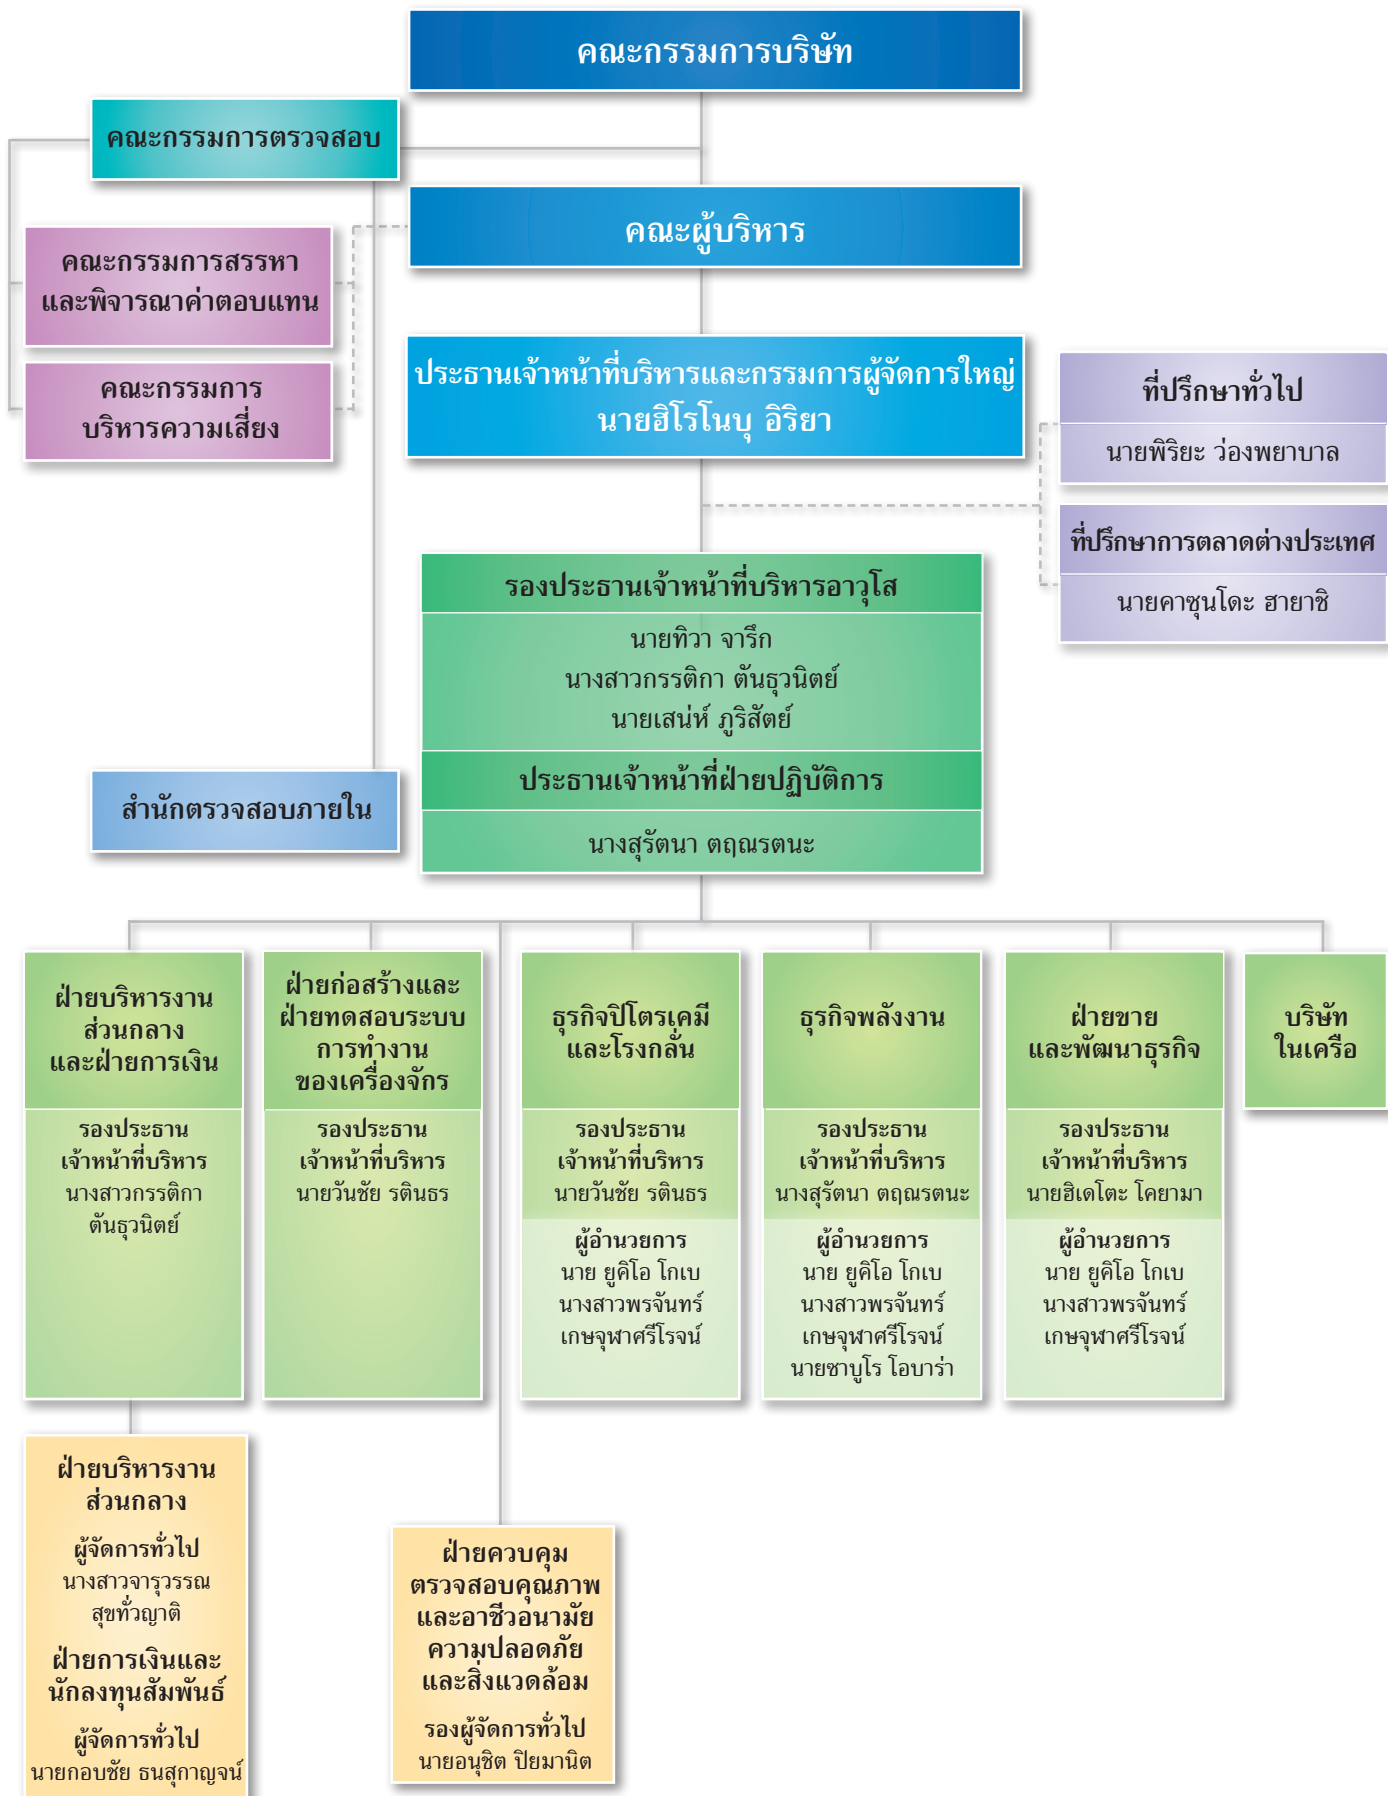 คณะกรรมการบริษัท
คณะกรรมการตรวจสอบ
คณะผู้บริหาร
คณะกรรมการสรรหา
และพิจารณาค่าตอบแทน
คณะกรรมการ
บริหารความเสี่ยง
ประธานเจ้าหน้าที่บริหารและกรรมการผู้จัดการใหญ่
นายฮิโรโนบุ อิริยา
ที่ปรึกษาทั่วไป
นายพิริยะ ว่องพยาบาล
ที่ปรึกษาการตลาดต่างประเทศ
นายคาซุนโดะ ฮายาชิ
รองประธานเจ้าหน้าที่บริหารอาวุโส
นายทิวา จารึก
นางสาวกรรติกา ตันธุวนิตย์
นายเสน่ห์ ภูริสัตย์
ประธานเจ้าหน้าที่ฝ่ายปฏิบัติการ
นางสุรัตนา ตฤณรตนะ
สำนักตรวจสอบภายใน
ฝ่ายบริหารงาน
ส่วนกลาง
และฝ่ายการเงิน
รองประธาน
เจ้าหน้าที่บริหาร
นางสาวกรรติกา
ตันธุวนิตย์
ฝ่ายก่อสร้างและ
ฝ่ายทดสอบระบบ
การทำงาน
ของเครื่องจักร
รองประธาน
เจ้าหน้าที่บริหาร
นายวันชัย รตินธร
ธุรกิจปิโตรเคมี
และโรงกลั่น
รองประธาน
เจ้าหน้าที่บริหาร
นายวันชัย รตินธร
ผู้อำนวยการ
นาย ยูคิโอ โกเบ
นางสาวพรจันทร์
เกษจุฬาศรีโรจน์
ธุรกิจพลังงาน
รองประธาน
เจ้าหน้าที่บริหาร
นางสุรัตนา ตฤณรตนะ
ผู้อำนวยการ
นาย ยูคิโอ โกเบ
นางสาวพรจันทร์
เกษจุฬาศรีโรจน์
นายซาบูโร โอบาร่า
ฝ่ายขาย
และพัฒนาธุรกิจ
รองประธาน
เจ้าหน้าที่บริหาร
นายฮิเดโตะ โคยามา
ผู้อำนวยการ
นาย ยูคิโอ โกเบ
นางสาวพรจันทร์
เกษจุฬาศรีโรจน์
บริษัท
ในเครือ
ฝ่ายบริหารงาน
ส่วนกลาง
ผู้จัดการทั่วไป
นางสาวจารุวรรณ
สุขทั่วญาติ
ฝ่ายการเงินและ
นักลงทุนสัมพันธ์
ผู้จัดการทั่วไป
นายกอบชัย ธนสุกาญจน์
ฝ่ายควบคุม
ตรวจสอบคุณภาพ
และอาชีวอนามัย
ความปลอดภัย
และสิ่งแวดล้อม
รองผู้จัดการทั่วไป
นายอนุชิต ปิยมานิต